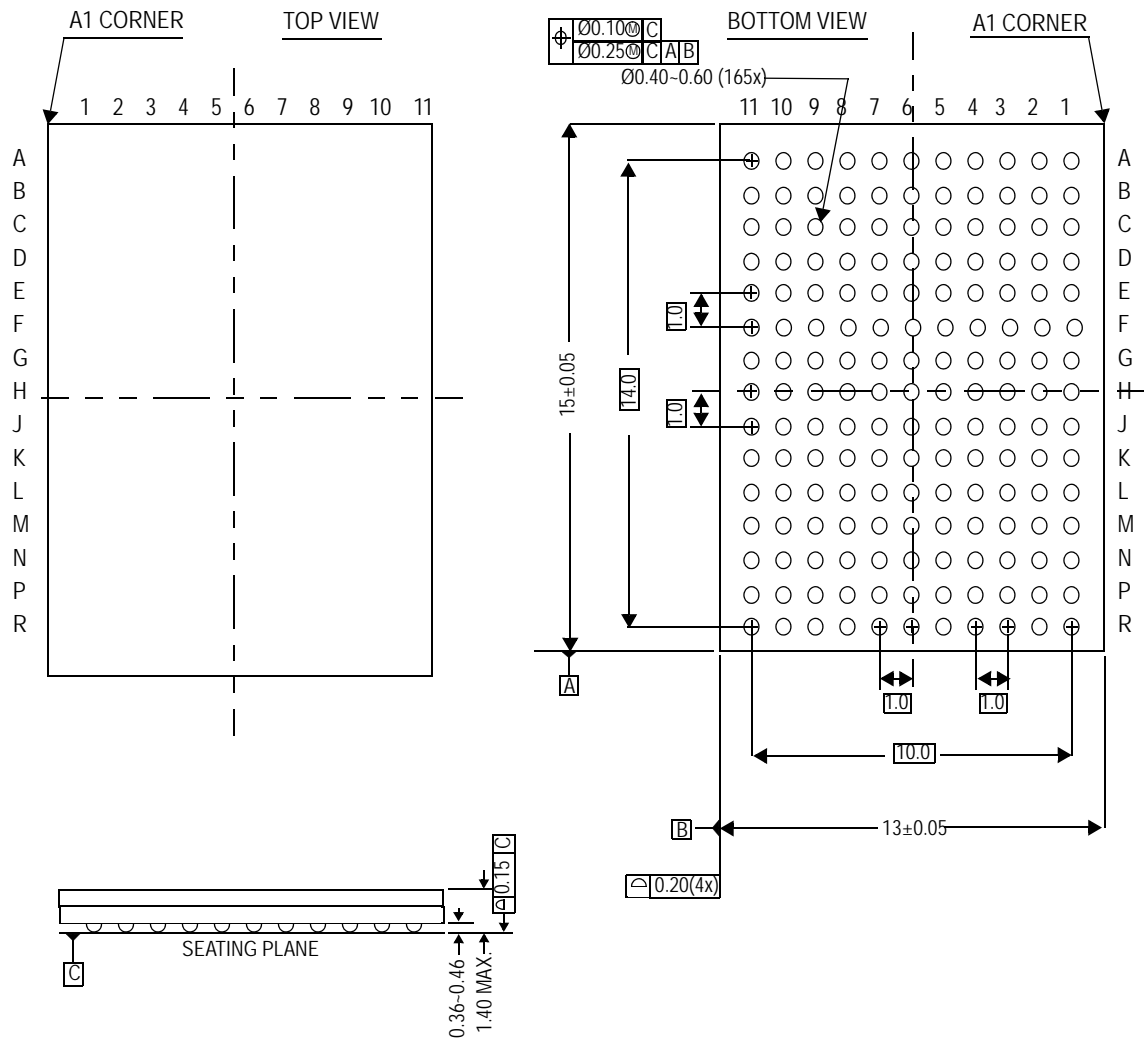 A1 CORNER
TOP VIEW
1 2 3 4 5 6 7 8 9 10 11
A
B
C
D
E
F
G
H
J
K
L
M
N
P
R
Ø0.10Ⓜ C
Ø0.25Ⓜ C A B
BOTTOM VIEW
A1 CORNER
Ø0.40~0.60 (165x)
11 10 9 8 7 6 5 4 3 2 1
A
B
C
D
E
F
G
H
J
K
L
M
N
P
R
1.0
1.0
14.0
15±0.05
A
1.0
1.0
10.0
B
13±0.05
0.20(4x)
0.15 C
SEATING PLANE
C
0.36~0.46
1.40 MAX.